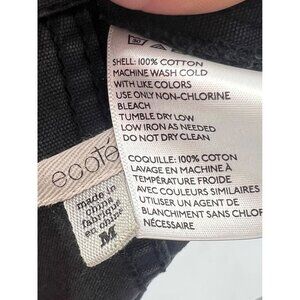 30
SHELL: 100% COTTON
MACHINE WASH COLD
WITH LIKE COLORS
USE ONLY NON-CHLORINE
BLEACH
TUMBLE DRY LOW
LOW IRON AS NEEDED
DO NOT DRY CLEAN
COQUILLE: 100% COTON
LAVAGE EN MACHINE À
TEMPÉRATURE FROIDE
AVEC COULEURS SIMILAIRES
UTILISER UN AGENT DE
BLANCHIMENT SANS CHLOR
NÉCESSAIRE
ecoté
made in
china
fabriqué
en chine
M